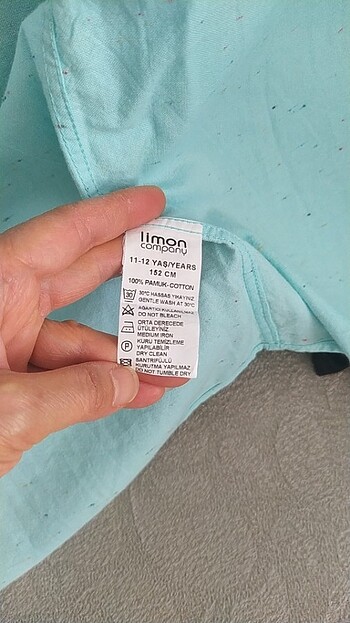 limon
company
11-12 YAŞ/YEARS
152 CM
100% PAMUK-COTTON
30°C HASSAS YIKAYINIZ
GENTLE WASH AT 30°C
30
DO NOT BLEACH
ORTA DERECEDE
ÜTÜLEYİNİZ
MEDIUM IRON
KURU TEMİZLEME
YAPILABİLİR
P
DRY CLEAN
SANTRİFÜJLÜ
KURUTMA YAPILMAZ
DO NOT TUMBLE DRY